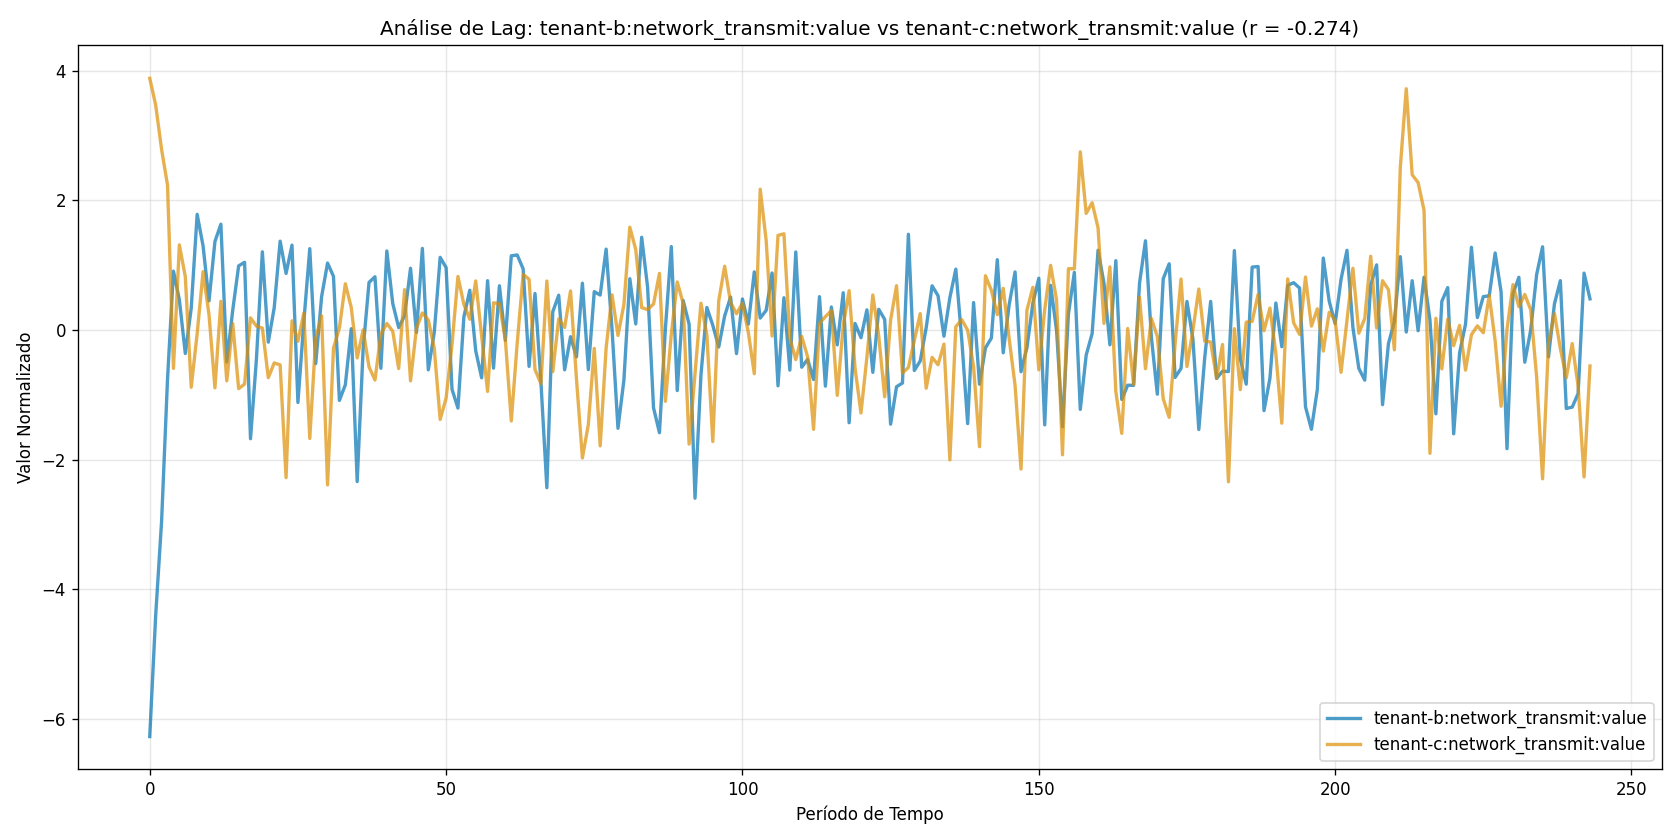 Análise de Lag: tenant-b:network_transmit:value vs tenant-c:network_transmit:value (r = -0.274)
Valor Normalizado
4
2
0
−2
−4
−6
0
50
100
150
200
250
Período de Tempo
tenant-b:network_transmit:value
tenant-c:network_transmit:value